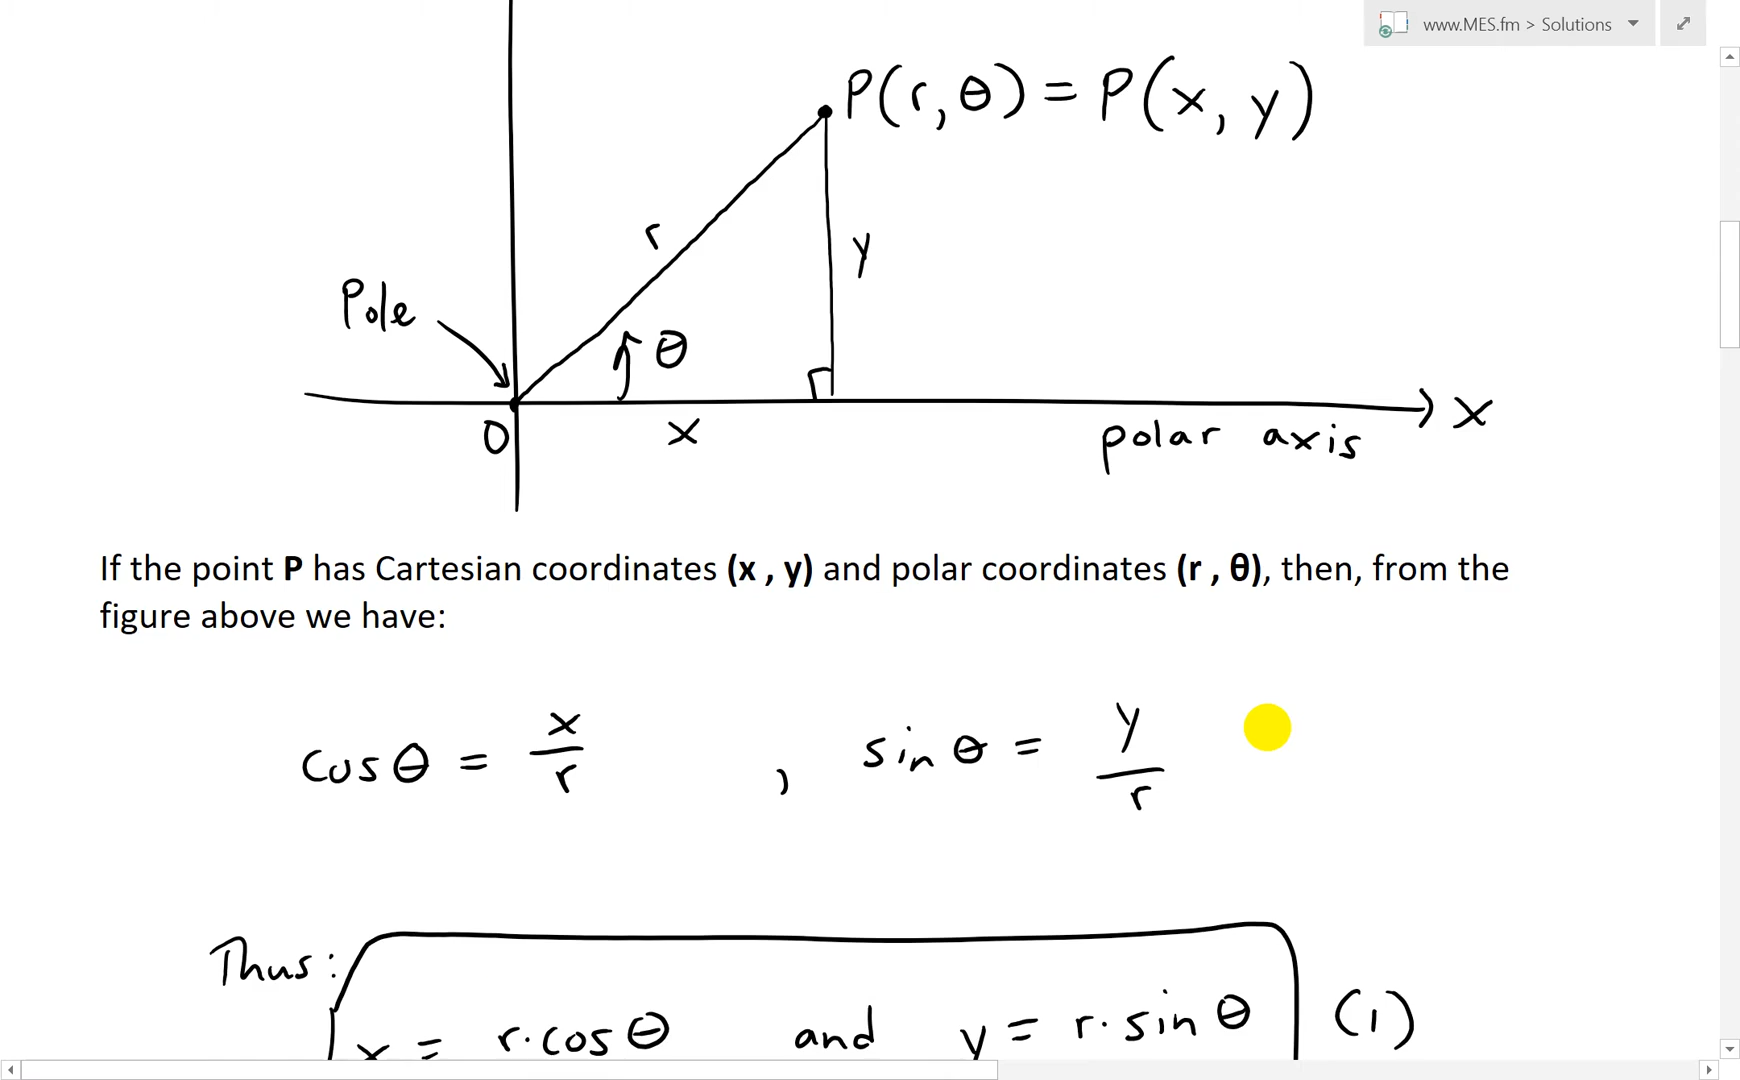 www.MES.fm > Solutions
P(r, θ) = P(x, y)
r
y
Pole
θ
0
x
x
polar axis
If the point P has Cartesian coordinates (x , y) and polar coordinates (r , θ), then, from the
figure above we have:
cos θ = x/r , sin θ = y/r
Thus:
x = r·cos θ and y = r·sin θ (1)